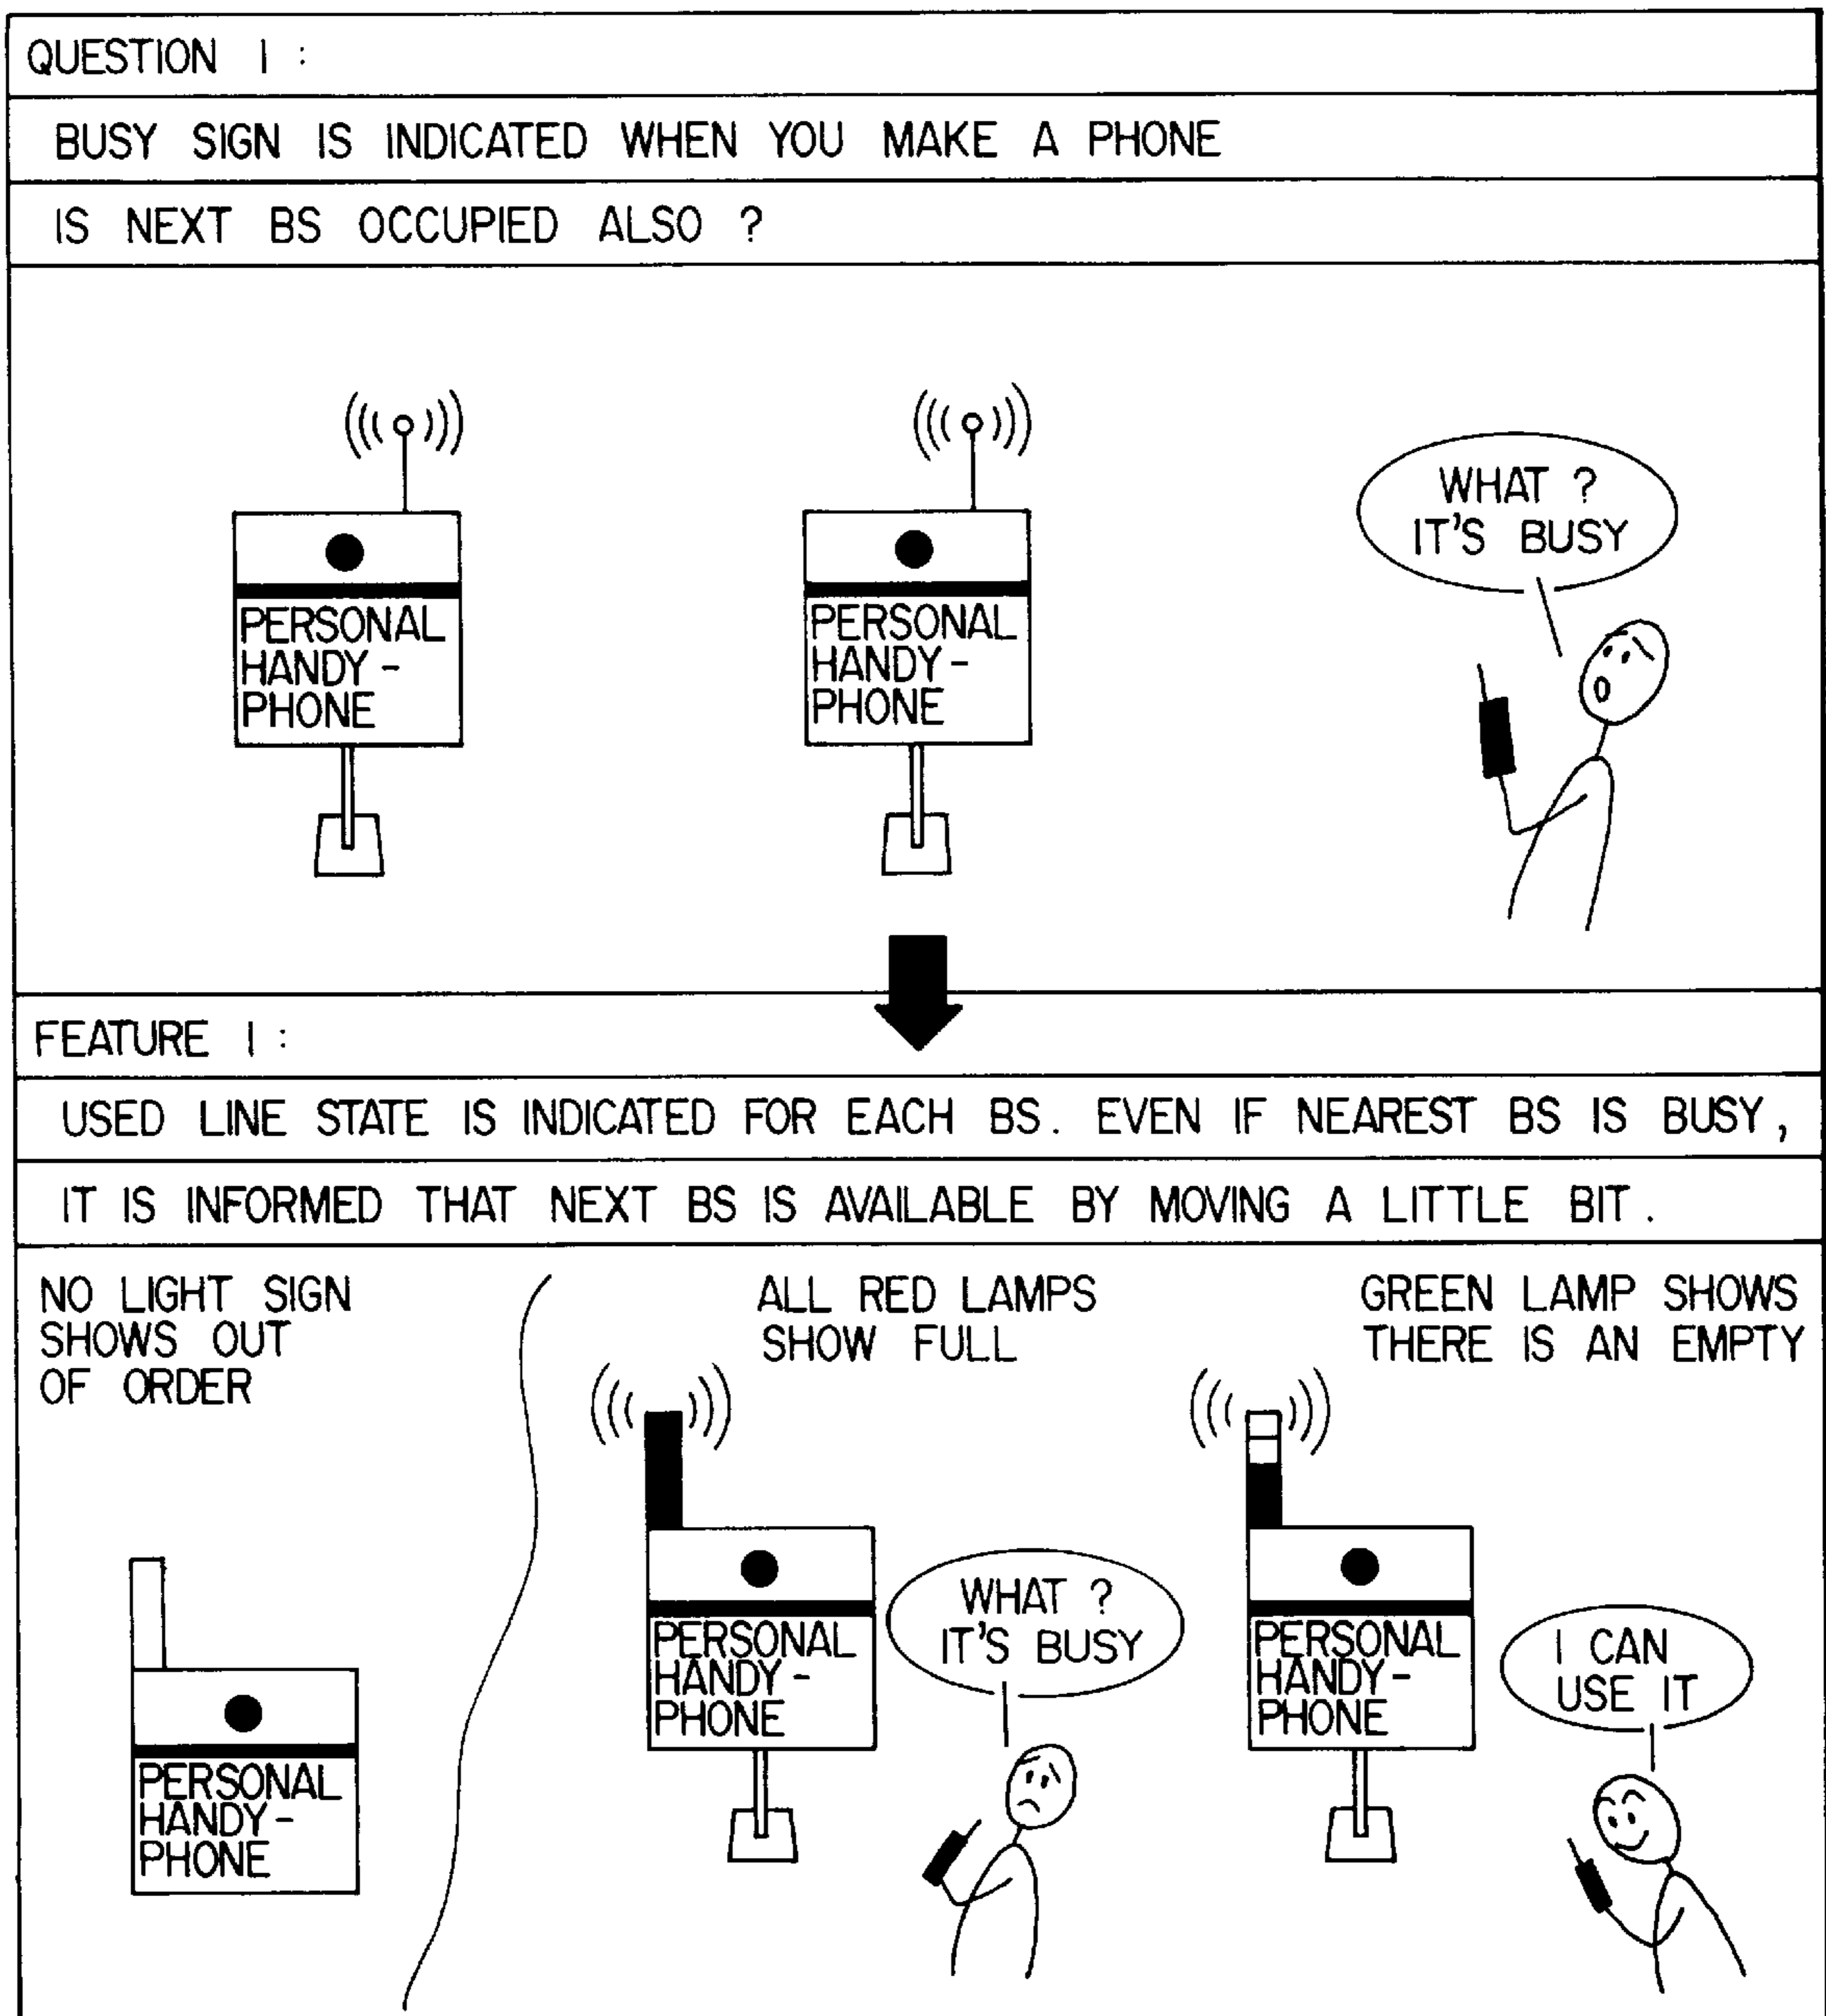 QUESTION 1 :
BUSY SIGN IS INDICATED WHEN YOU MAKE A PHONE
IS NEXT BS OCCUPIED ALSO ?
PERSONAL
HANDY-
PHONE
PERSONAL
HANDY-
PHONE
WHAT ?
IT'S BUSY
FEATURE 1 :
USED LINE STATE IS INDICATED FOR EACH BS. EVEN IF NEAREST BS IS BUSY,
IT IS INFORMED THAT NEXT BS IS AVAILABLE BY MOVING A LITTLE BIT.
NO LIGHT SIGN
SHOWS OUT
OF ORDER
PERSONAL
HANDY-
PHONE
ALL RED LAMPS
SHOW FULL
PERSONAL
HANDY-
PHONE
WHAT ?
IT'S BUSY
GREEN LAMP SHOWS
THERE IS AN EMPTY
PERSONAL
HANDY-
PHONE
I CAN
USE IT